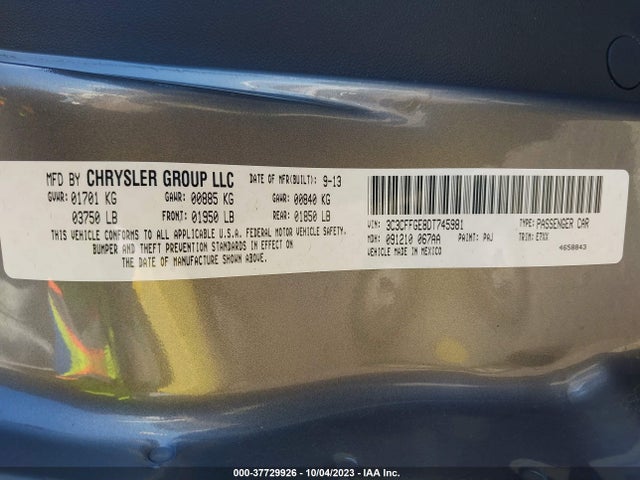 MFD BY CHRYSLER GROUP LLC DATE OF MFR(BUILT): 9-13
GVWR: 01701 KG GAWR: 00885 KG GAWR: 00840 KG
03750 LB FRONT: 01950 LB REAR: 01850 LB
THIS VEHICLE CONFORMS TO ALL APPLICABLE U.S.A. FEDERAL MOTOR VEHICLE SAFETY,
BUMPER AND THEFT PREVENTION STANDARDS IN EFFECT ON
THE DATE OF MANUFACTURE SHOWN ABOVE.
VIN: 3C3CFFGE8DT745981 TYPE: PASSENGER CAR
MDH: 091210 067AA PAINT: PAJ TRIM: E7XX
VEHICLE MADE IN MEXICO 4658843
000-37729926 - 10/04/2023 - IAA Inc.